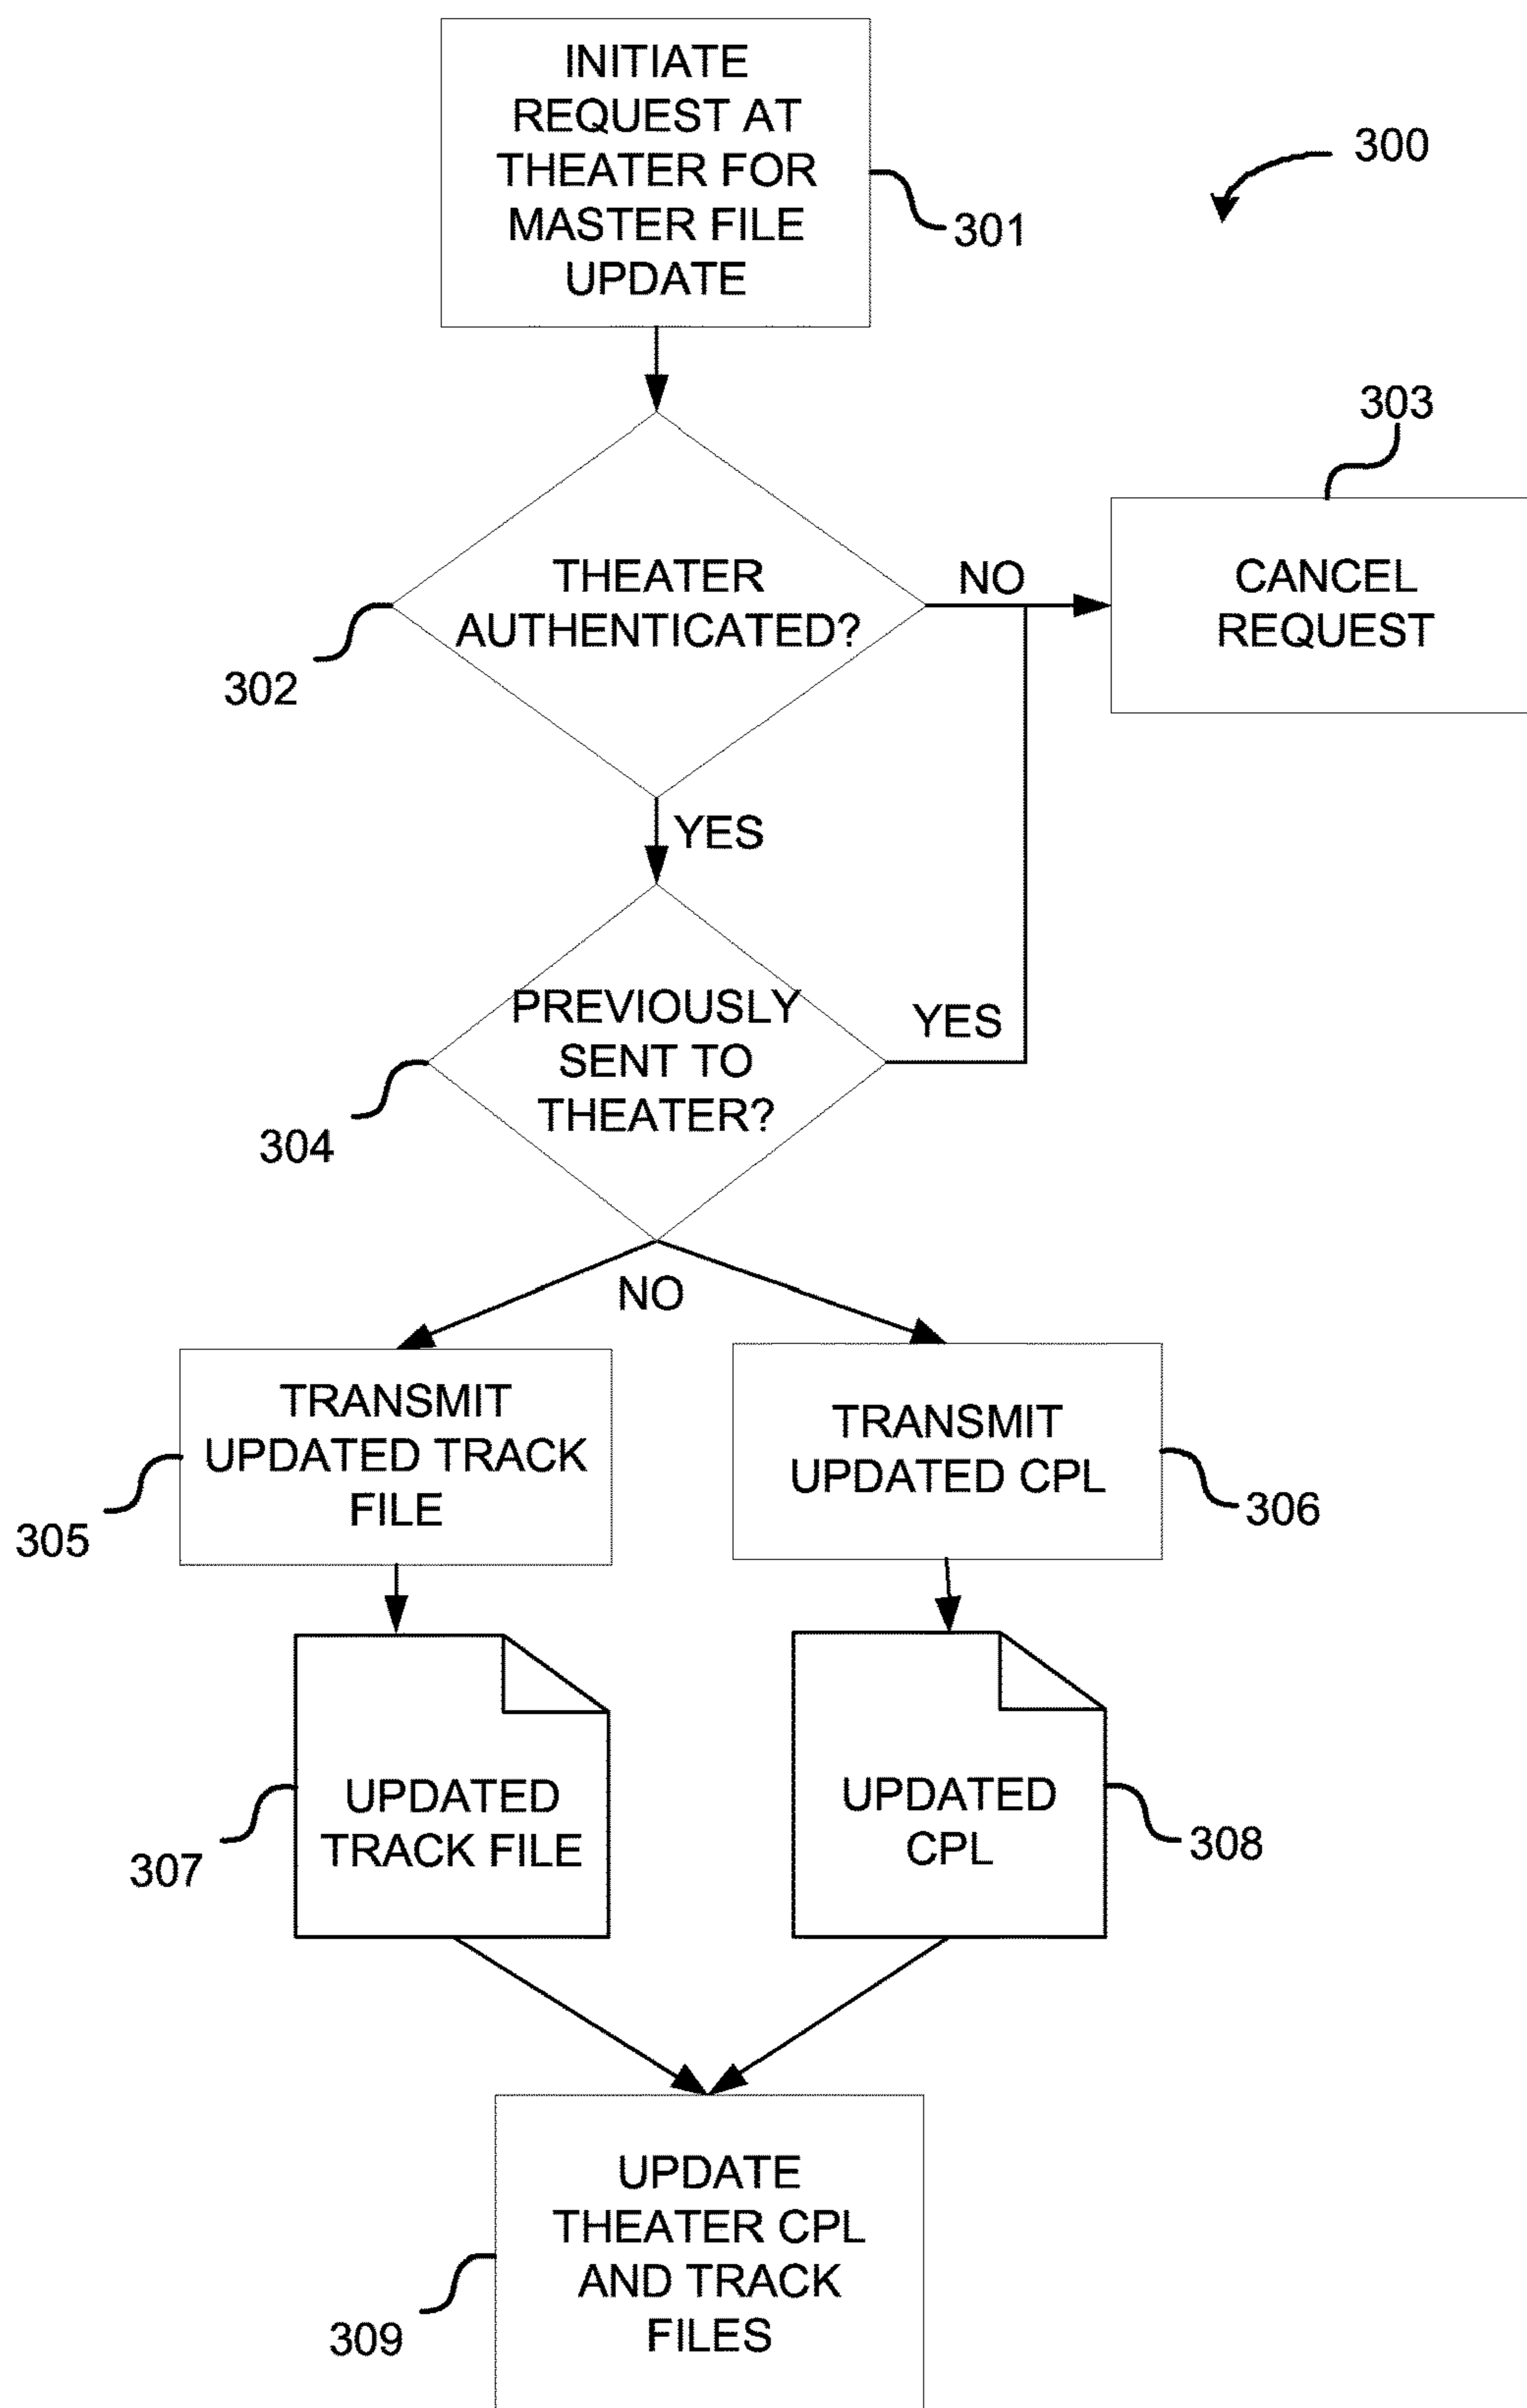 INITIATE
REQUEST AT
THEATER FOR
MASTER FILE
UPDATE
300
301
303
THEATER
AUTHENTICATED?
NO
CANCEL
REQUEST
302
YES
PREVIOUSLY
SENT TO
THEATER?
YES
304
NO
TRANSMIT
UPDATED TRACK
FILE
TRANSMIT
UPDATED CPL
305
306
UPDATED
TRACK FILE
UPDATED
CPL
307
308
UPDATE
THEATER CPL
AND TRACK
FILES
309